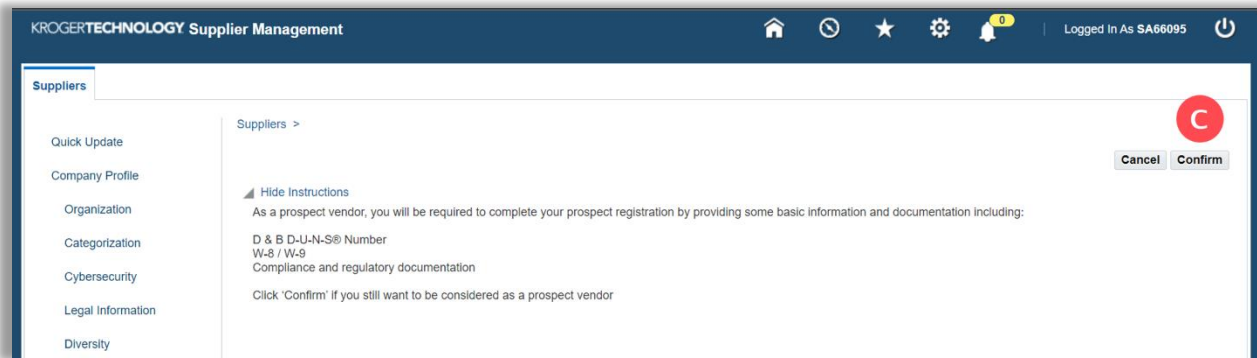 KROGERTECHNOLOGY. Supplier Management
0
Logged In As SA66095
Suppliers
Quick Update
Company Profile
Organization
Categorization
Cybersecurity
Legal Information
Diversity
Suppliers >
C
Cancel
Confirm
Hide Instructions
As a prospect vendor, you will be required to complete your prospect registration by providing some basic information and documentation including:
D & B D-U-N-S® Number
W-8 / W-9
Compliance and regulatory documentation
Click 'Confirm' if you still want to be considered as a prospect vendor